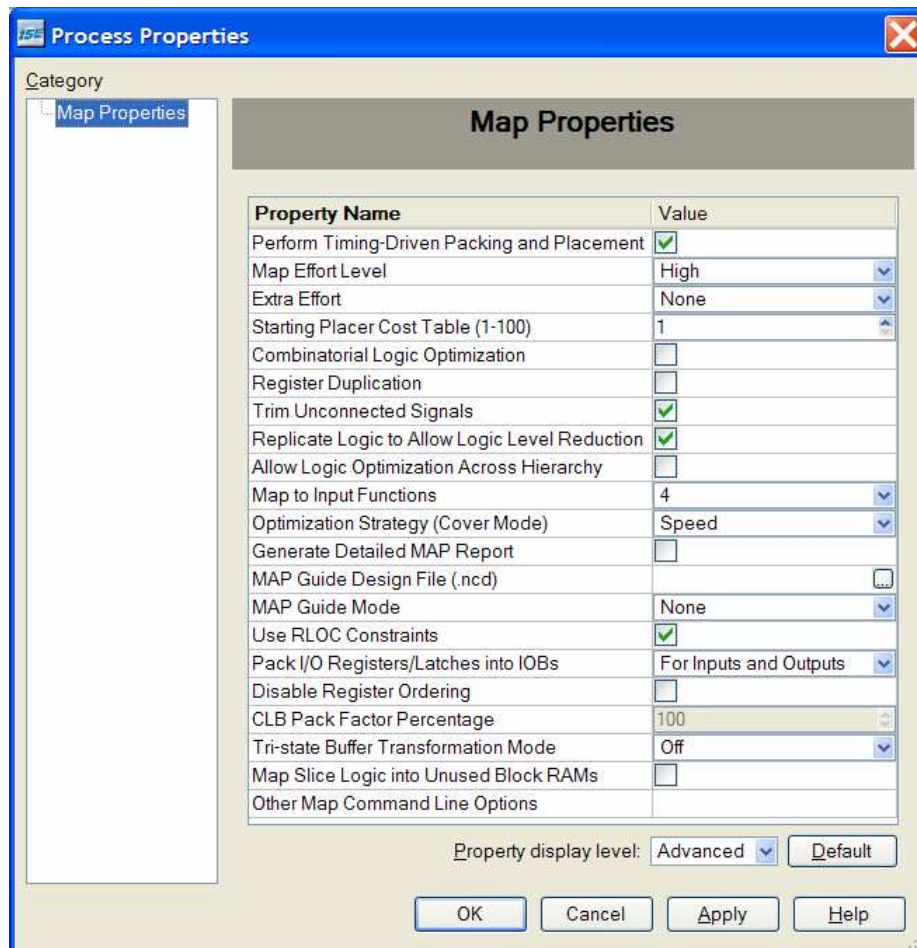 ISE Process Properties
Category
Map Properties
Map Properties
Property Name Value
Perform Timing-Driven Packing and Placement
Map Effort Level High
Extra Effort None
Starting Placer Cost Table (1-100) 1
Combinatorial Logic Optimization
Register Duplication
Trim Unconnected Signals
Replicate Logic to Allow Logic Level Reduction
Allow Logic Optimization Across Hierarchy
Map to Input Functions 4
Optimization Strategy (Cover Mode) Speed
Generate Detailed MAP Report
MAP Guide Design File (.ncd) ...
MAP Guide Mode None
Use RLOC Constraints
Pack I/O Registers/Latches into IOBs For Inputs and Outputs
Disable Register Ordering
CLB Pack Factor Percentage 100
Tri-state Buffer Transformation Mode Off
Map Slice Logic into Unused Block RAMs
Other Map Command Line Options
Property display level: Advanced Default
OK Cancel Apply Help